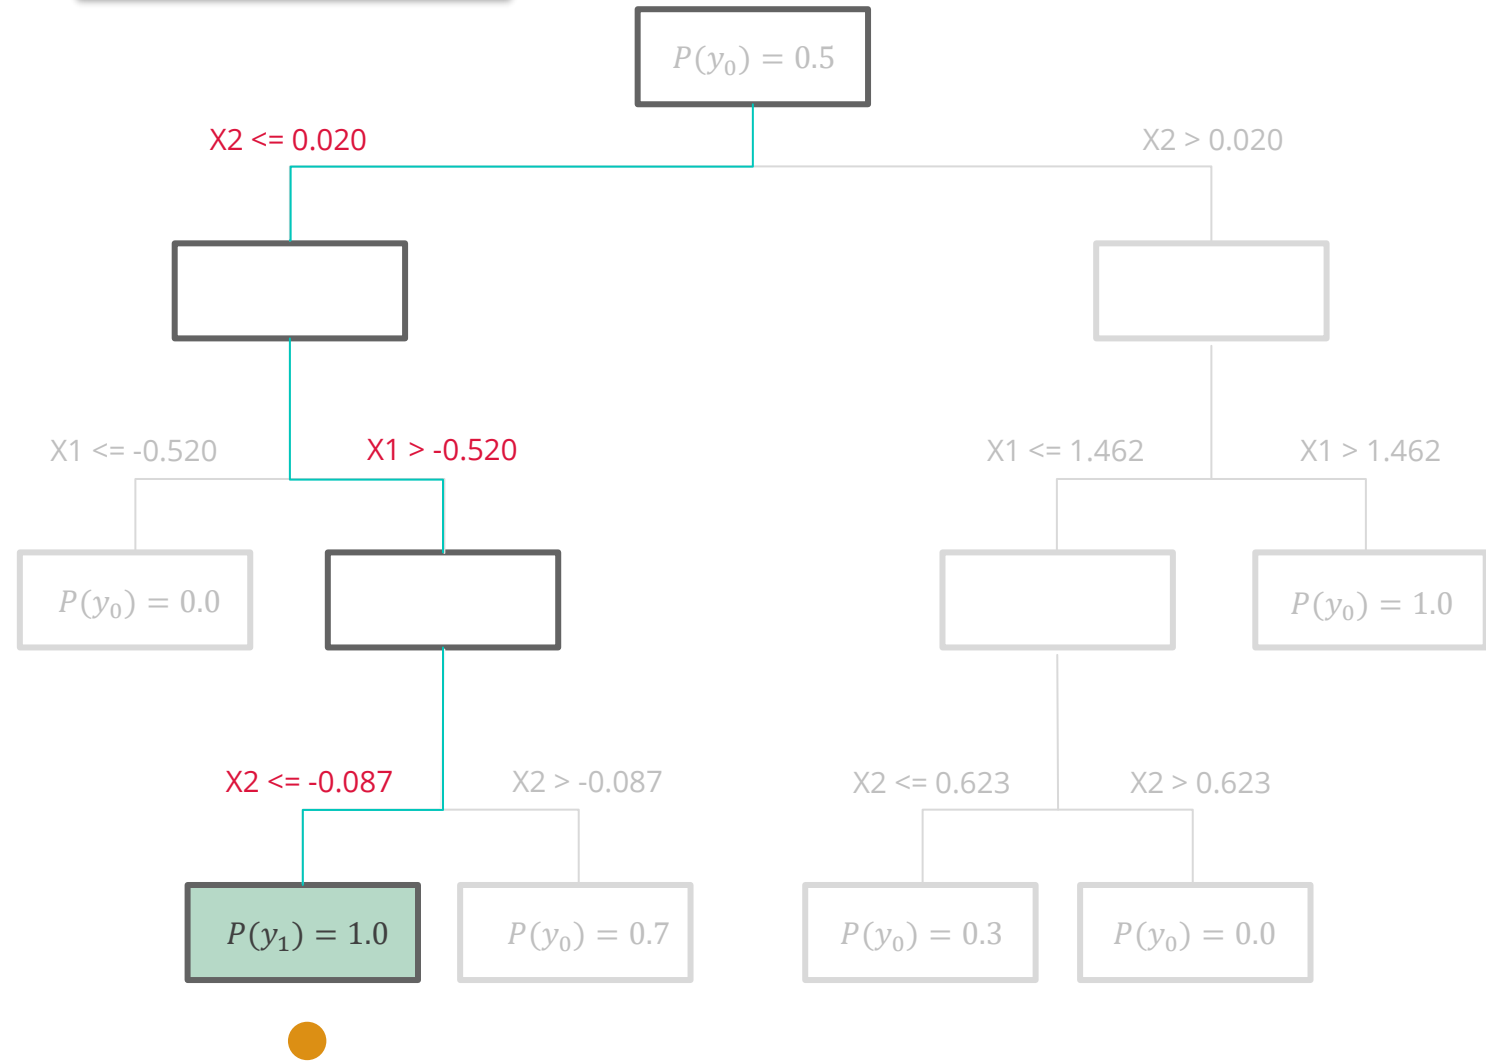 P(y₀) = 0.5
X2 <= 0.020
X2 > 0.020
X1 <= -0.520
X1 > -0.520
X1 <= 1.462
X1 > 1.462
P(y₀) = 0.0
P(y₀) = 1.0
X2 <= -0.087
X2 > -0.087
X2 <= 0.623
X2 > 0.623
P(y₁) = 1.0
P(y₀) = 0.7
P(y₀) = 0.3
P(y₀) = 0.0